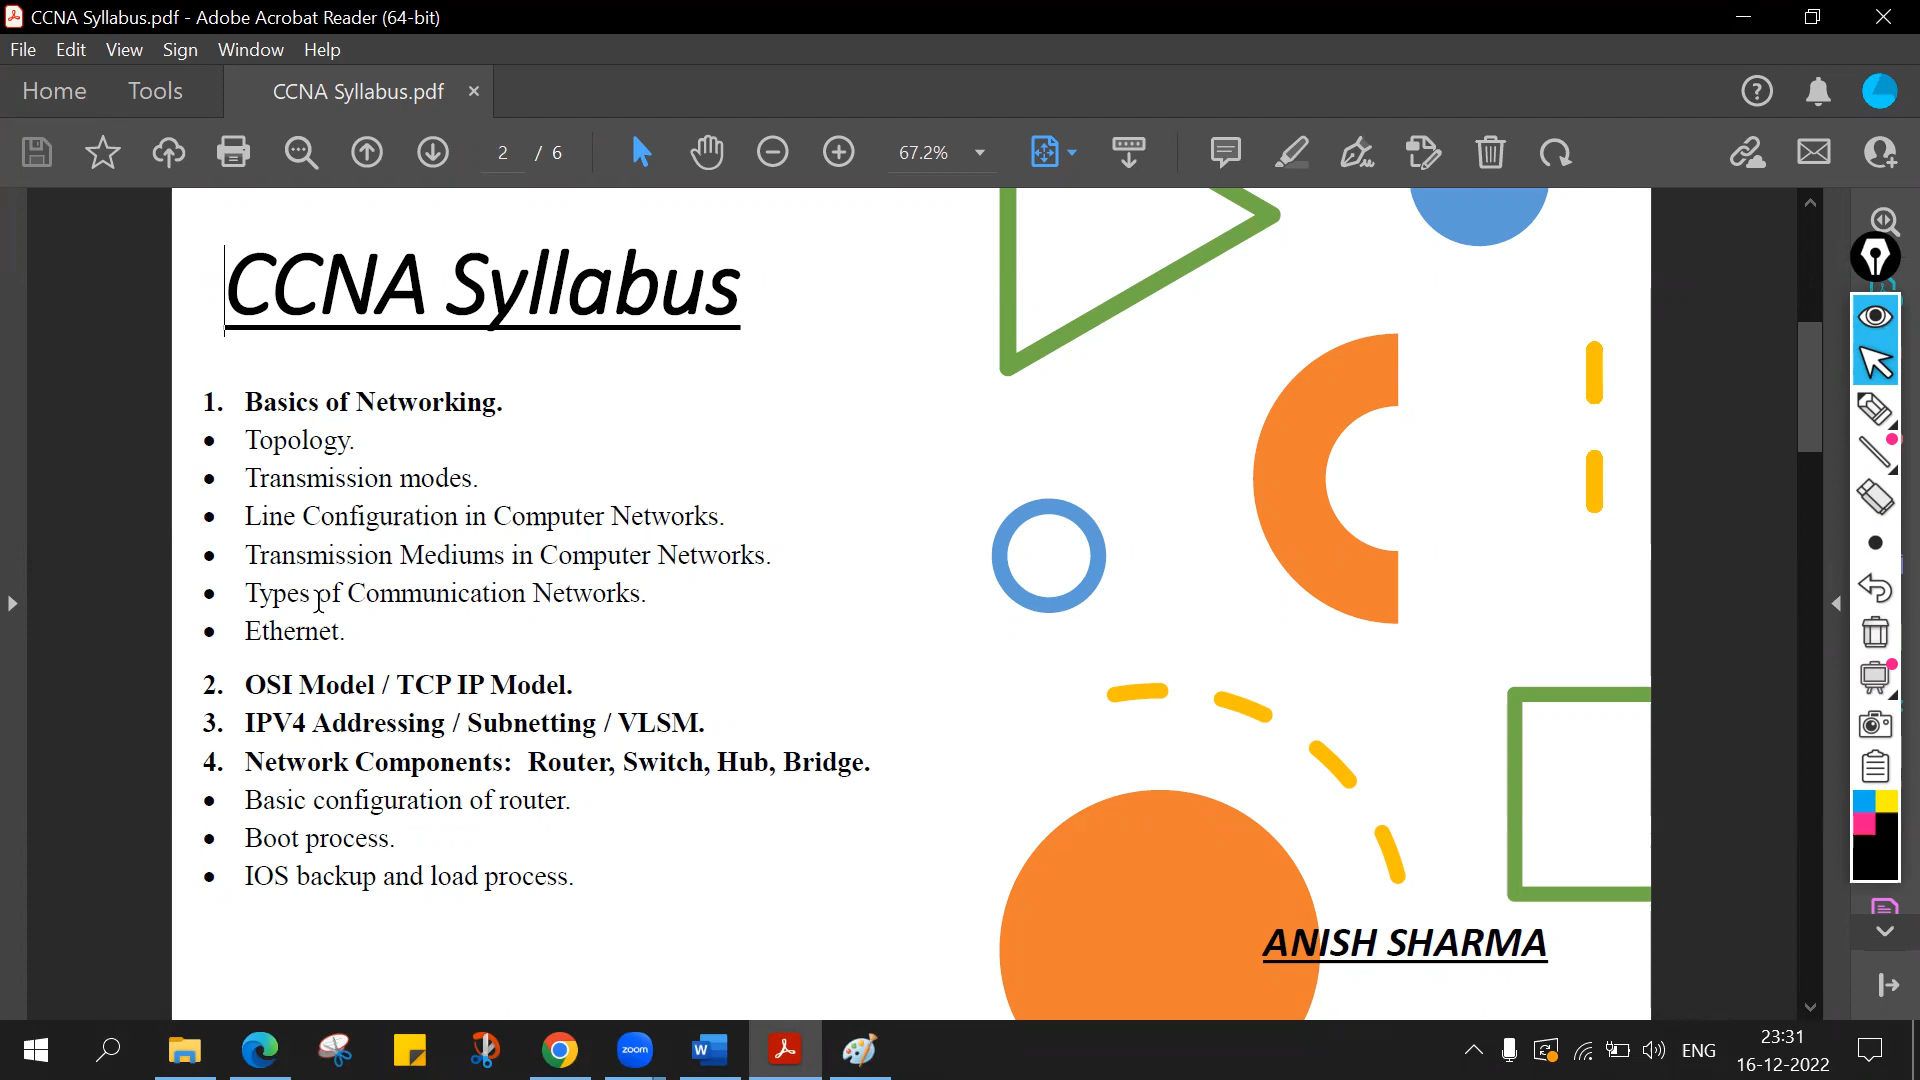 CCNA Syllabus.pdf - Adobe Acrobat Reader (64-bit)
File Edit View Sign Window Help
Home Tools CCNA Syllabus.pdf ×
2 / 6 67.2%
CCNA Syllabus
1. Basics of Networking.
• Topology.
• Transmission modes.
• Line Configuration in Computer Networks.
• Transmission Mediums in Computer Networks.
• Types of Communication Networks.
• Ethernet.
2. OSI Model / TCP IP Model.
3. IPV4 Addressing / Subnetting / VLSM.
4. Network Components: Router, Switch, Hub, Bridge.
• Basic configuration of router.
• Boot process.
• IOS backup and load process.
ANISH SHARMA
zoom
W
ENG
23:31
16-12-2022